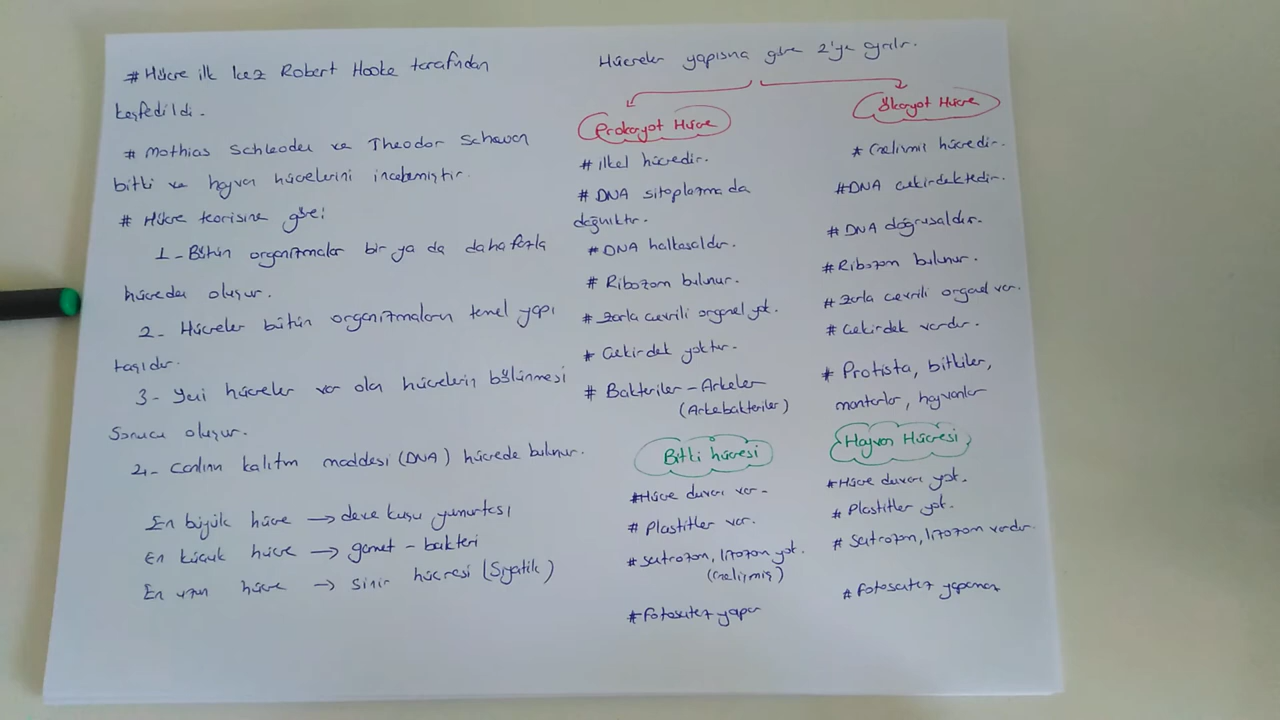 # Hücre ilk kez Robert Hooke tarafından
keşfedildi.
# Mathias Schleiden ve Theodor Schwan
bitki ve hayvan hücrelerini incelemiştir.
# Hücre teorisine göre;
1- Bütün organizmalar bir ya da daha fazla
hücreden oluşur.
2- Hücreler bütün organizmaların temel yapı
taşıdır.
3- Yeni hücreler var olan hücrelerin bölünmesi
sonucu oluşur.
4- Canlının kalıtım maddesi (DNA) hücrede bulunur.
En büyük hücre → deve kuşu yumurtası
En küçük hücre → - bakteri
En uzun hücre → sinir hücresi (Siyatik)
Hücreler yapısına göre 2'ye ayrılır.
Prokaryot Hücre
# ilkel hücredir.
# DNA sitoplazmada
dağınıktır.
# DNA halkasaldır.
# Ribozom bulunur.
# Zarla çevrili organel yok.
# Çekirdek yoktur.
# Bakteriler - Arkeler
(Arkebakteriler)
Ökaryot Hücre
# Gelişmiş hücredir.
# DNA çekirdektedir.
# DNA doğrusaldır.
# Ribozom bulunur.
# Zarla çevrili organel var.
# Çekirdek vardır.
# Protista, bitkiler,
mantarlar, hayvanlar
Bitki hücresi
# Hücre duvarı var.
# Plastitler var.
# Sentrozom, lizozom yok.
(Gelişmiş)
# Fotosentez yapar
Hayvan Hücresi
# Hücre duvarı yok.
# Plastitler yok.
# Sentrozom, lizozom vardır.
# Fotosentez yapamaz